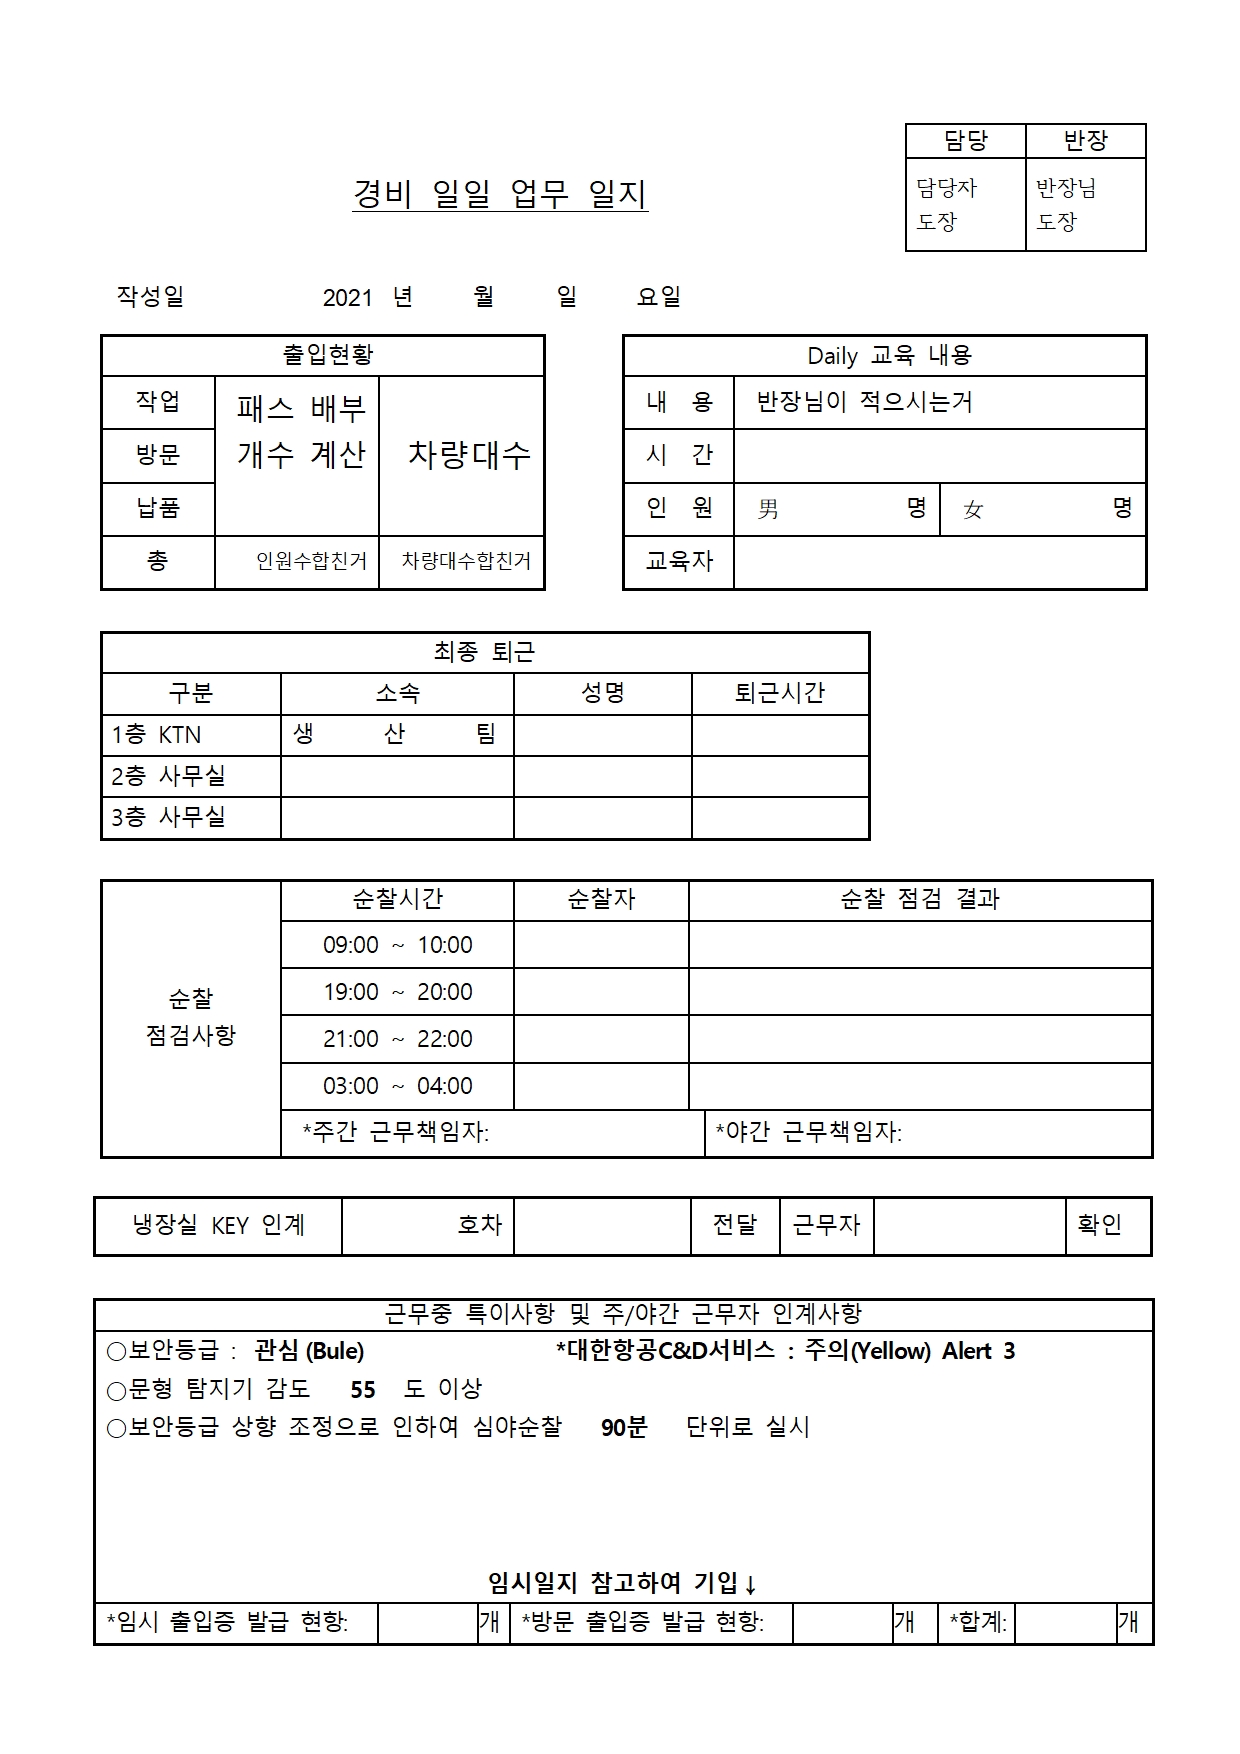 담당 반장
경비 일일 업무 일지
담당자 반장님
도장 도장
작성일 2021 년 월 일 요일
출입현황
작업 패스 배부
방문 개수 계산 차량대수
납품
총 인원수합친거 차량대수합친거
Daily 교육 내용
내 용 반장님이 적으시는거
시 간
인 원 男 명 女 명
교육자
최종 퇴근
구분 소속 성명 퇴근시간
1층 KTN 생 산 팀
2층 사무실
3층 사무실
순찰시간 순찰자 순찰 점검 결과
09:00 ~ 10:00
19:00 ~ 20:00
순찰
점검사항
21:00 ~ 22:00
03:00 ~ 04:00
*주간 근무책임자: *야간 근무책임자:
냉장실 KEY 인계 호차 전달 근무자 확인
근무중 특이사항 및 주/야간 근무자 인계사항
○보안등급 : 관심(Bule) *대한항공C&D서비스 : 주의(Yellow) Alert 3
○문형 탐지기 감도 55 도 이상
○보안등급 상향 조정으로 인하여 심야순찰 90분 단위로 실시
임시일지 참고하여 기입↓
*임시 출입증 발급 현항: 개 *방문 출입증 발급 현항: 개 *합계: 개